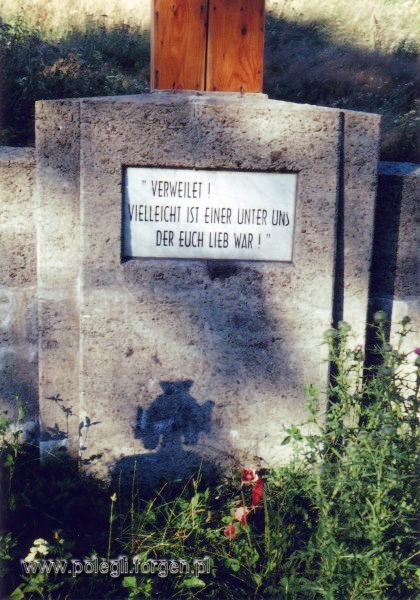 " VERWEILET !
VIELLEICHT IST EINER UNTER UNS
DER EUCH LIEB WAR ! "
www.polegli.forgen.pl